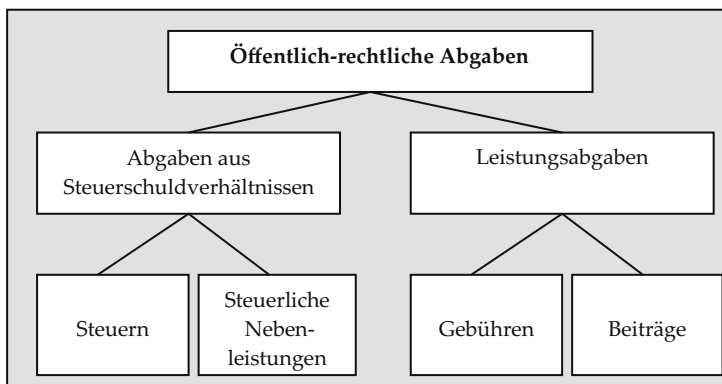 Öffentlich-rechtliche Abgaben
Abgaben aus
Steuerschuldverhältnissen
Leistungsabgaben
Steuern
Steuerliche
Neben-
leistungen
Gebühren
Beiträge